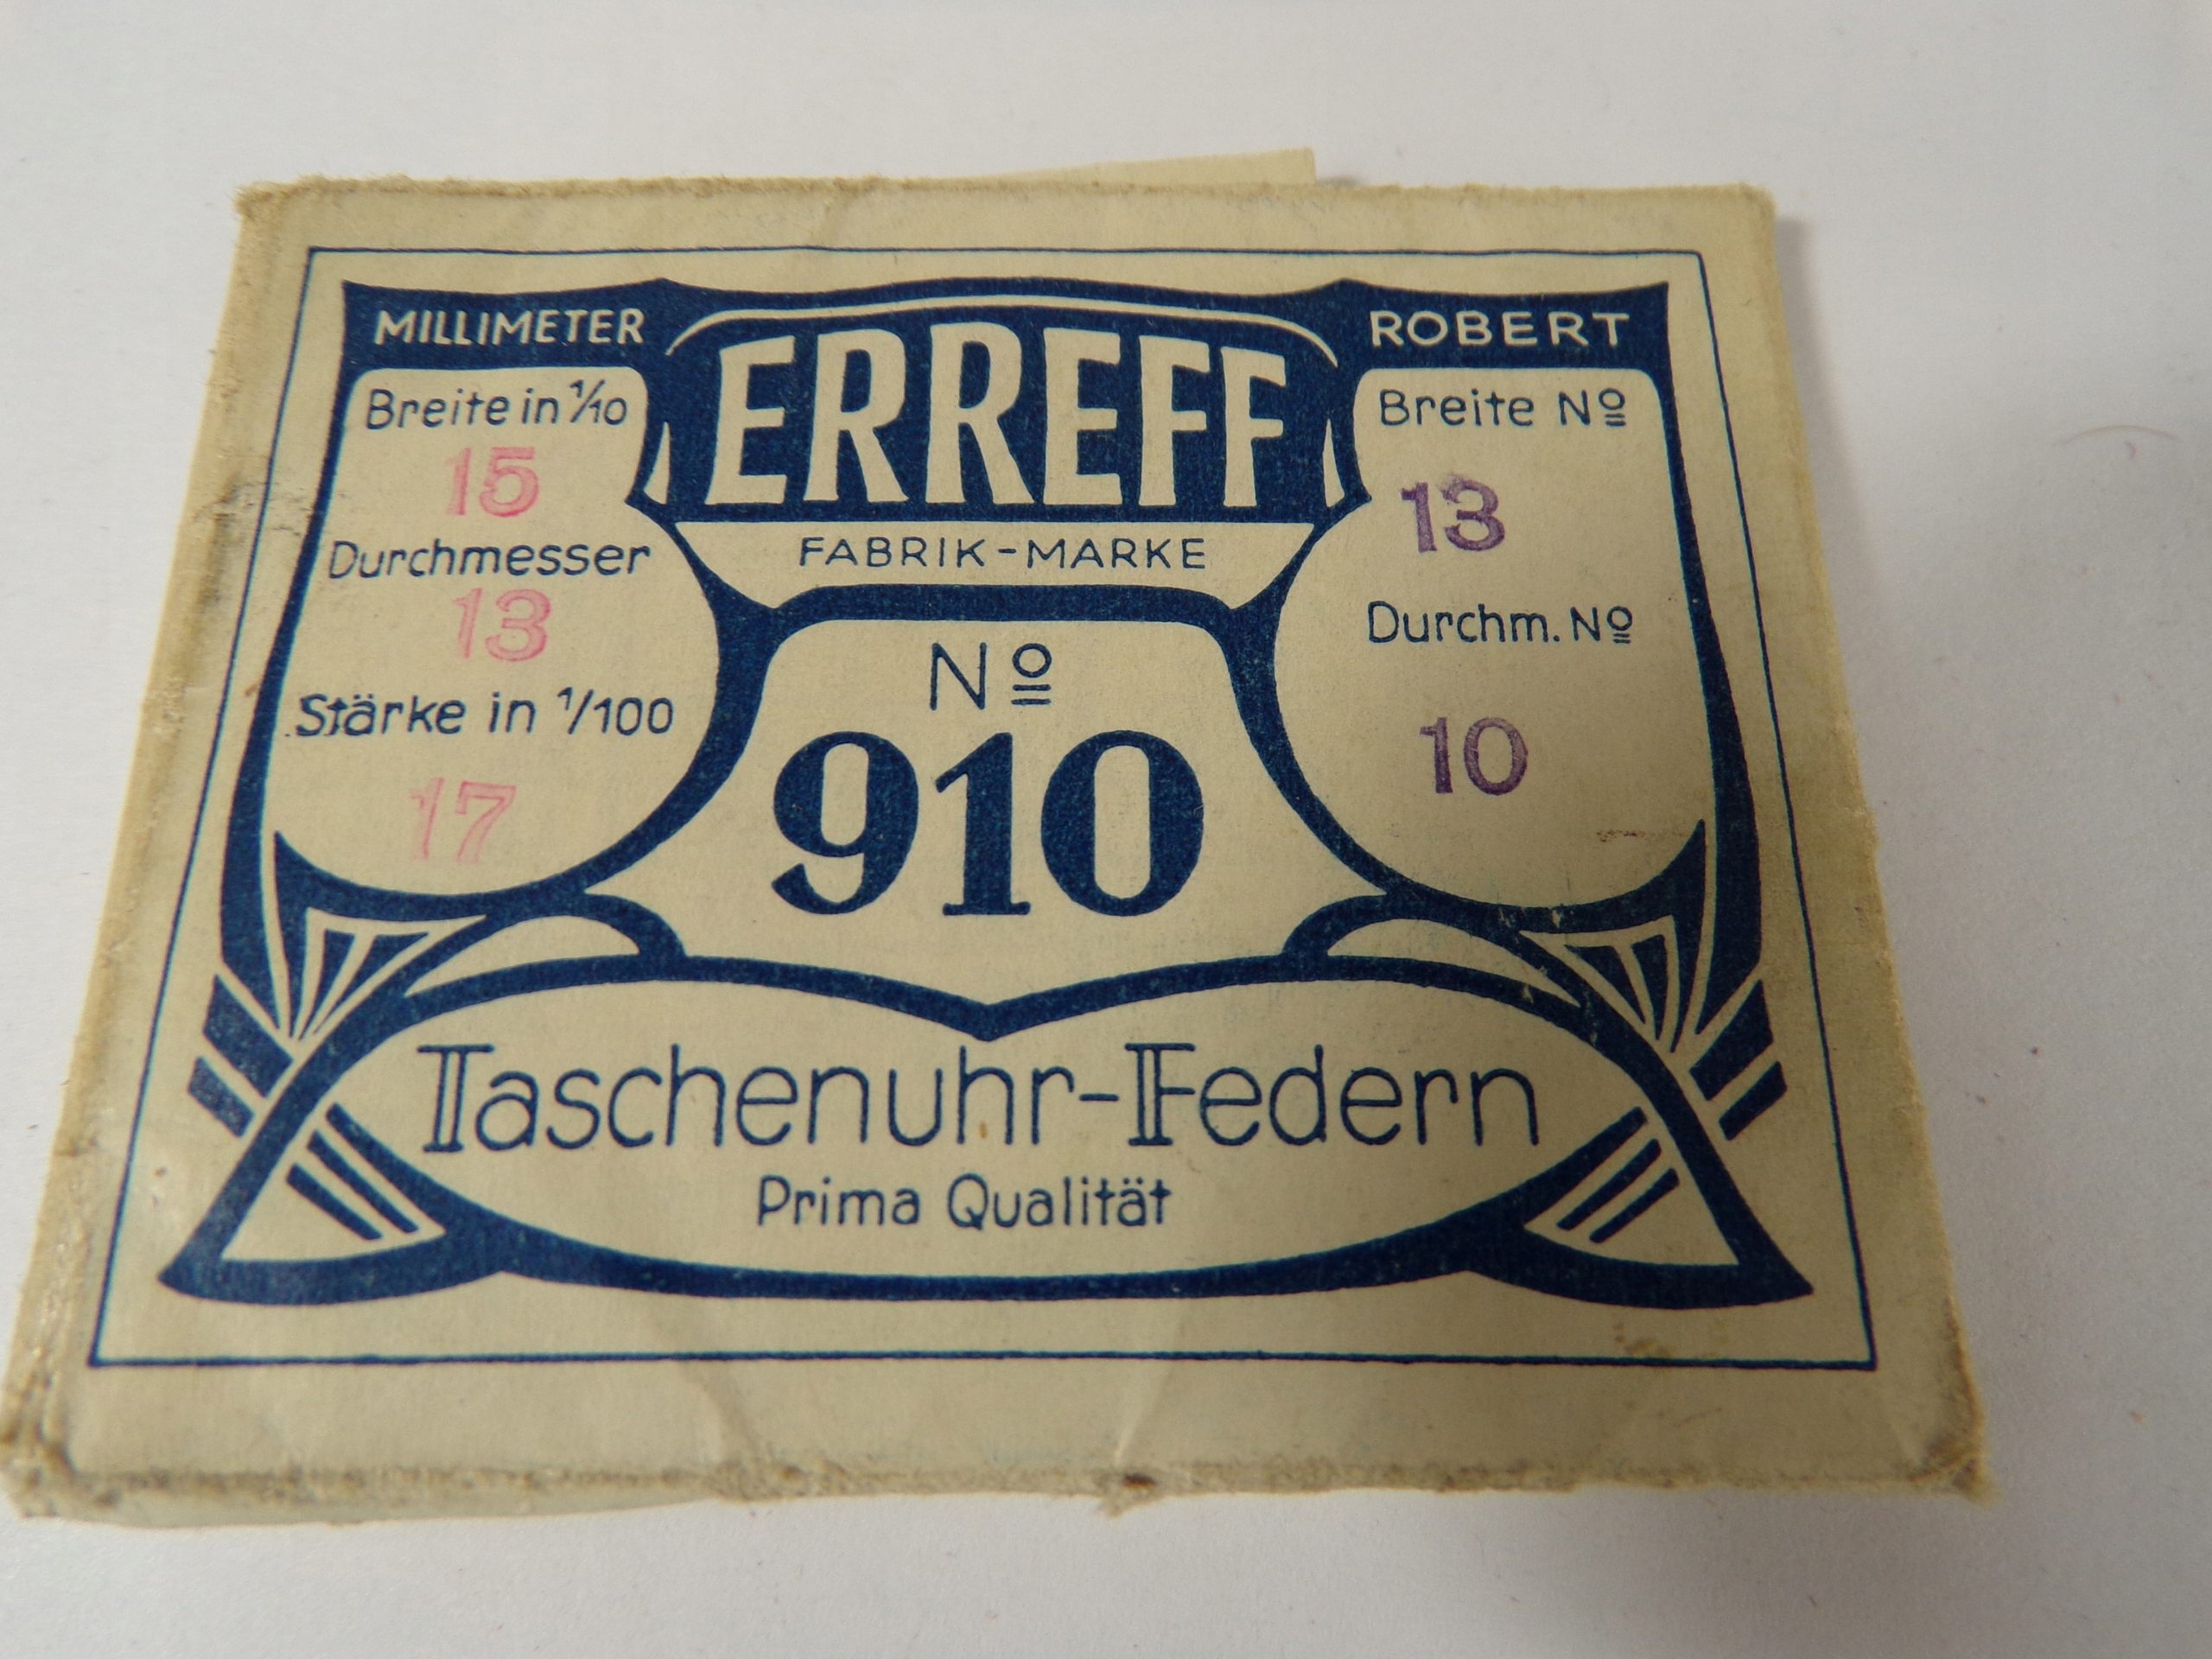 MILLIMETER
Breite in 1/10
15
Durchmesser
13
Stärke in 1/100
17
ERREFF
FABRIK-MARKE
Nº
910
ROBERT
Breite Nº
13
Durchm. Nº
10
Taschenuhr-Federn
Prima Qualität